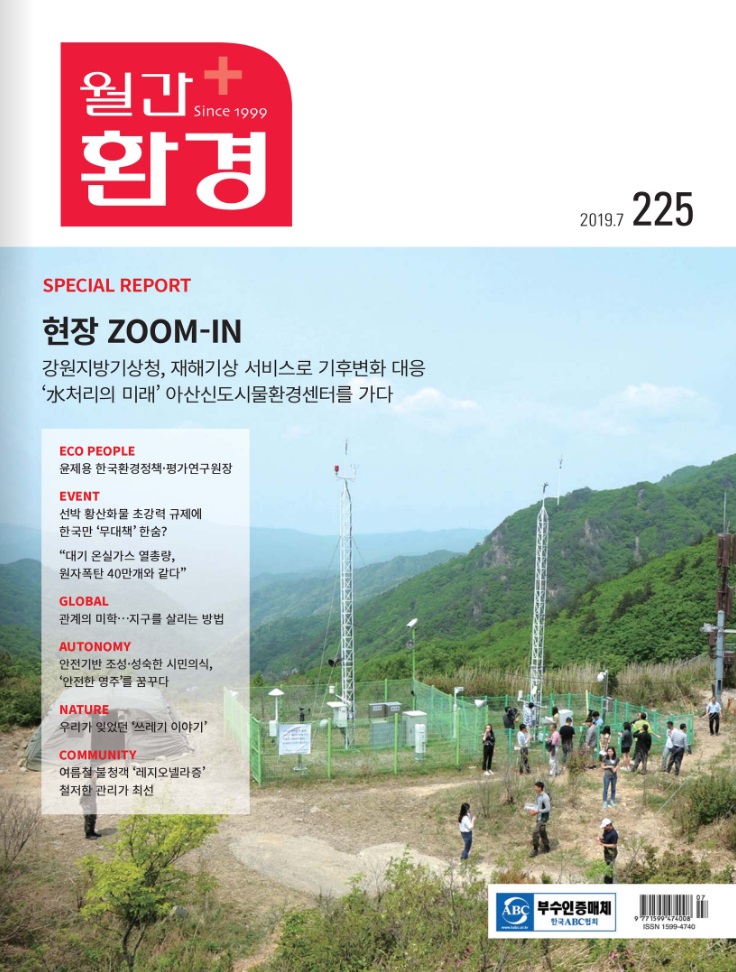 월간
Since 1999
환경
2019.7 225
SPECIAL REPORT
현장 ZOOM-IN
강원지방기상청, 재해기상 서비스로 기후변화 대응
‘水처리의 미래’ 아산신도시물환경센터를 가다
ECO PEOPLE
윤제용 한국환경정책·평가연구원장
EVENT
선박 황산화물 초강력 규제에
한국만 ‘무대책’ 한숨?
“대기 온실가스 열총량,
원자폭탄 40만개와 같다”
GLOBAL
관계의 미학…지구를 살리는 방법
AUTONOMY
안전기반 조성·성숙한 시민의식,
‘안전한 영주’를 꿈꾸다
NATURE
우리가 잊었던 ‘쓰레기 이야기’
COMMUNITY
여름철 불청객 ‘레지오넬라증’
철저한 관리가 최선
ABC
부수인증매체
한국ABC협회
07
9 771599 474008
ISSN 1599-4740